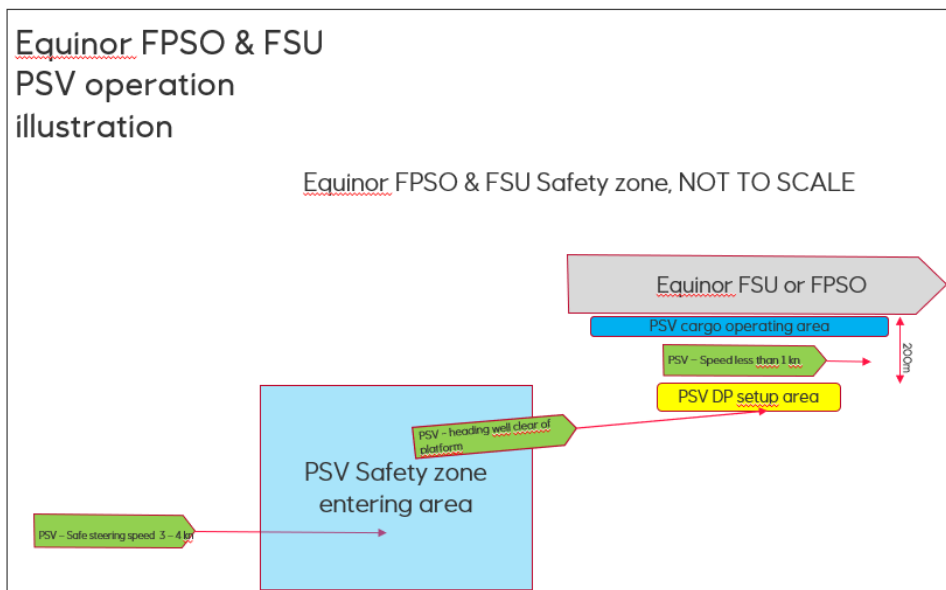 Equinor FPSO & FSU
PSV operation
illustration
Equinor FPSO & FSU Safety zone, NOT TO SCALE
Equinor FSU or FPSO
PSV cargo operating area
PSV – Speed less than 1 kn
200m
PSV DP setup area
PSV – heading well clear of
platform
PSV Safety zone
entering area
PSV – Safe steering speed 3 – 4 kn